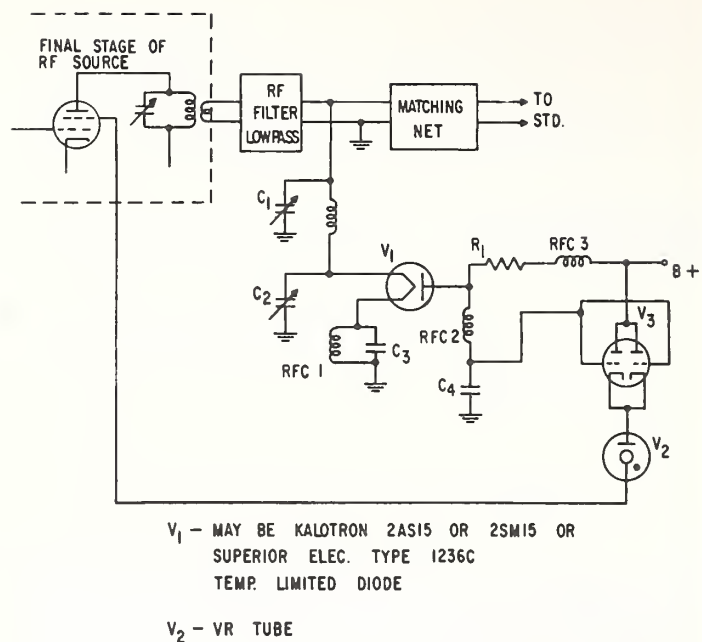 FINAL STAGE OF
RF SOURCE
RF
FILTER
LOWPASS
MATCHING
NET
TO
STD.
C1
V1
R1
RFC 3
B+
C2
V3
RFC 2
C3
RFC 1
C4
V2
V1 — MAY BE KALOTRON 2AS15 OR 2SM15 OR
SUPERIOR ELEC. TYPE 1236C
TEMP. LIMITED DIODE
V2 — VR TUBE